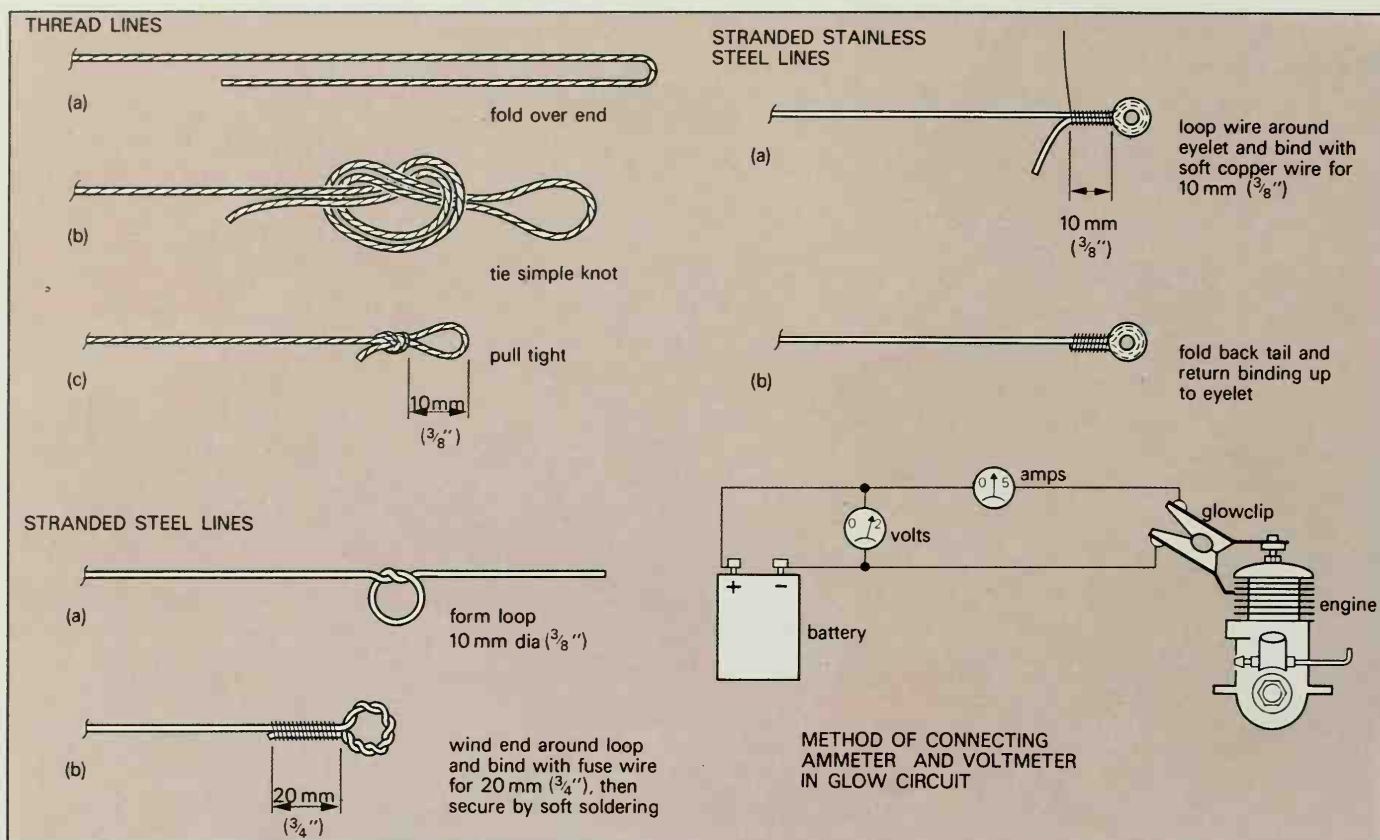 THREAD LINES
(a)
fold over end
(b)
tie simple knot
(c)
pull tight
10 mm
(3/8″)
STRANDED STEEL LINES
(a)
form loop
10 mm dia (3/8″)
(b)
20 mm
(3/4″)
wind end around loop
and bind with fuse wire
for 20 mm (3/4″), then
secure by soft soldering
STRANDED STAINLESS
STEEL LINES
(a)
loop wire around
eyelet and bind with
soft copper wire for
10 mm (3/8″)
10 mm
(3/8″)
(b)
fold back tail and
return binding up
to eyelet
0 5
amps
0 2
volts
glowclip
+ −
battery
engine
METHOD OF CONNECTING
AMMETER AND VOLTMETER
IN GLOW CIRCUIT